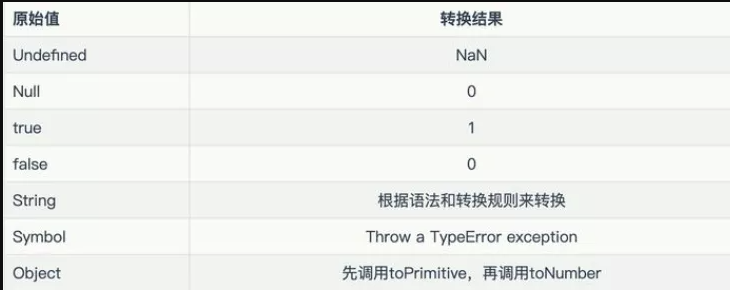 原始值 转换结果
Undefined NaN
Null 0
true 1
false 0
String 根据语法和转换规则来转换
Symbol Throw a TypeError exception
Object 先调用toPrimitive，再调用toNumber